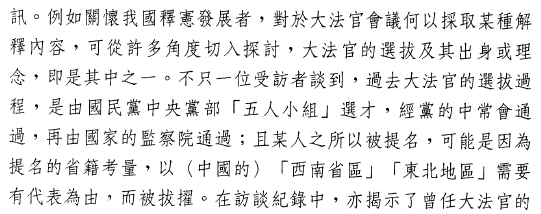 訊。例如關懷我國釋憲發展者，對於大法官會議何以採取某種解
釋內容，可從許多角度切入探討，大法官的選拔及其出身或理
念，即是其中之一。不只一位受訪者談到，過去大法官的選拔過
程，是由國民黨中央黨部「五人小組」選才，經黨的中常會通
過，再由國家的監察院通過；且某人之所以被提名，可能是因為
提名的省籍考量，以（中國的）「西南省區」「東北地區」需要
有代表為由，而被拔擢。在訪談紀錄中，亦揭示了曾任大法官的